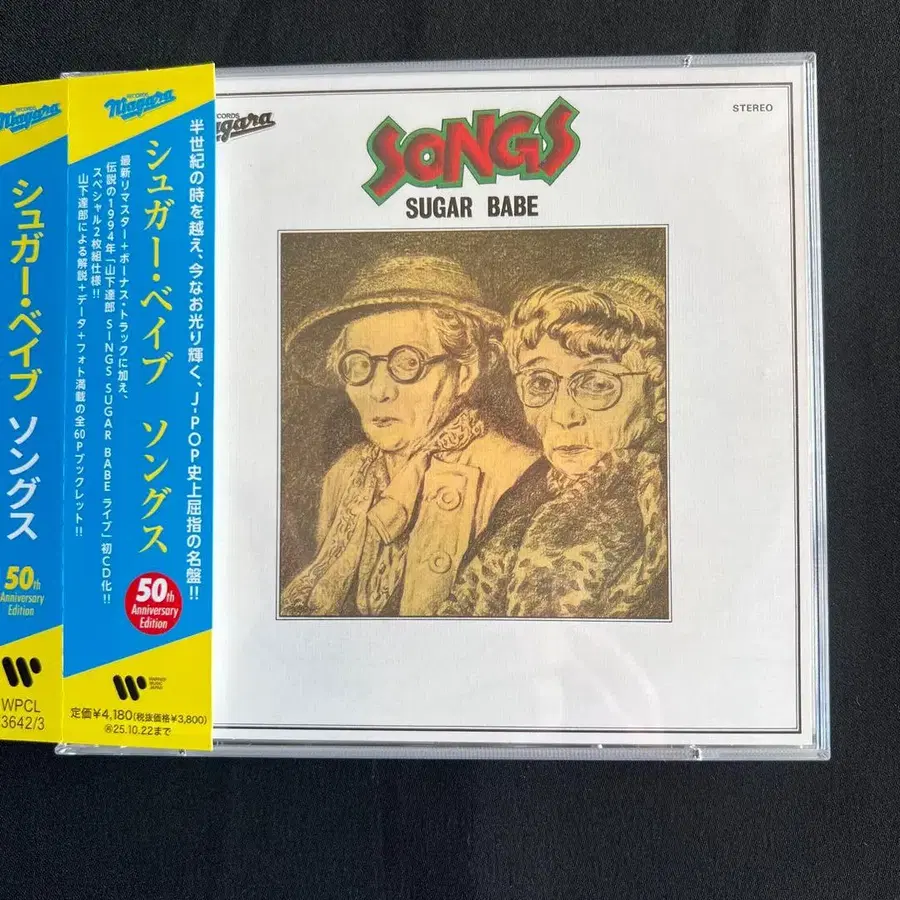 RECORDS
Niagara
シュガー・ベイブ ソングス
50th
Anniversary
Edition
WPCL
3642/3
RECORDS
Niagara
半世紀の時を越え、今なお光り輝く、J-POP史上屈指の名盤!!
シュガー・ベイブ ソングス
最新リマスター+ボーナス・トラックに加え、
伝説の1994年「山下達郎 SINGS SUGAR BABE ライブ」初CD化!!
スペシャル2枚組仕様!!
山下達郎による解説+データ+フォト満載の全60Pブックレット!!
50th
Anniversary
Edition
WARNER
MUSIC
JAPAN
定価¥4,180(税抜価格¥3,800)
25.10.22まで
CORDS
agara
STEREO
SONGS
SUGAR BABE